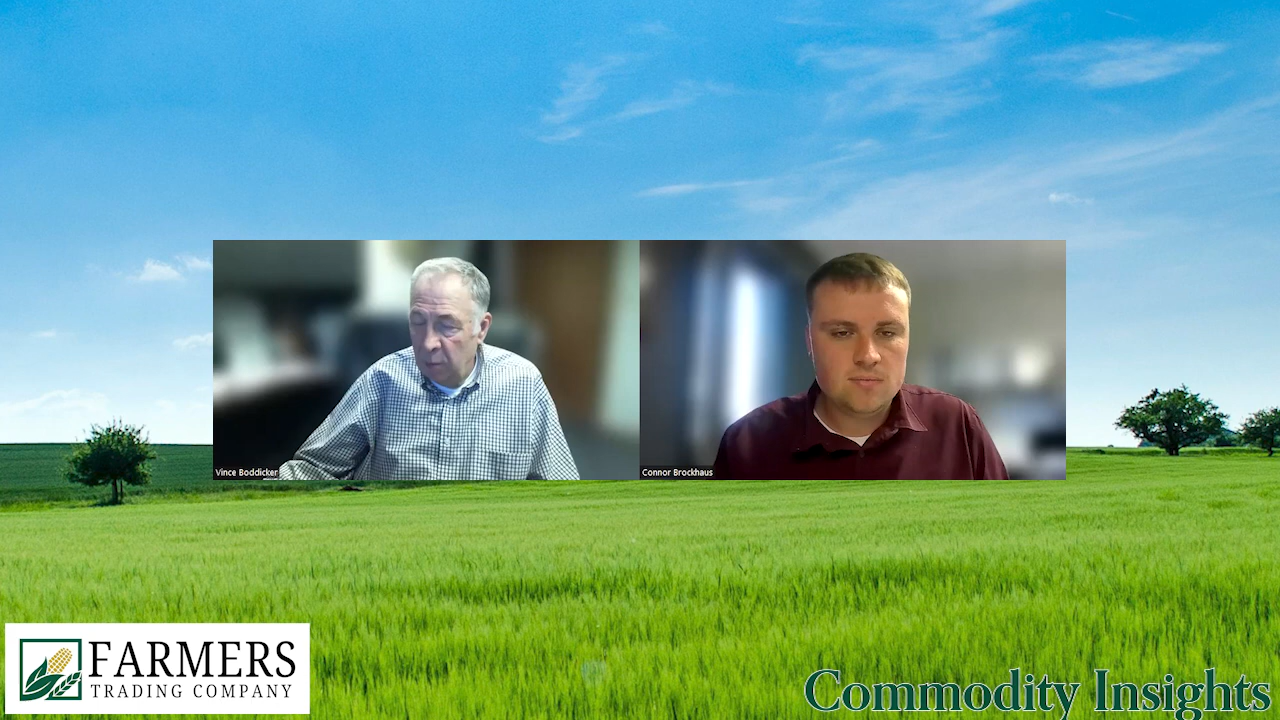 Vince Boddicker
Connor Brockhaus
FARMERS
TRADING COMPANY
Commodity Insights